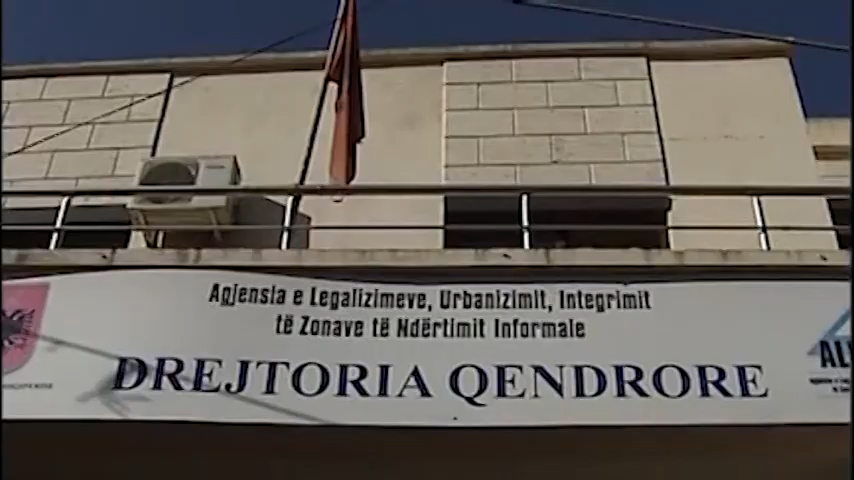 Agjensia e Legalizimeve, Urbanizimit, Integrimit
të Zonave të Ndërtimit Informale
DREJTORIA QENDRORE